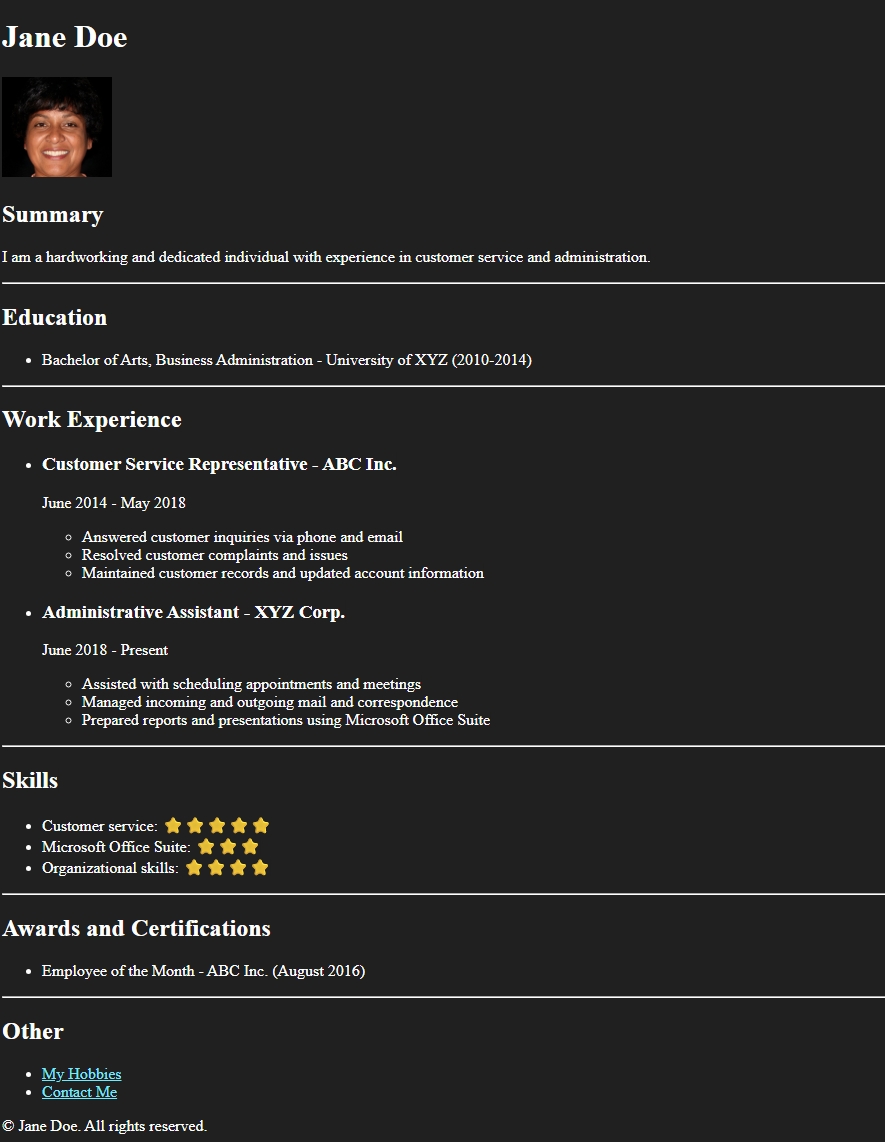 Jane Doe
Summary
I am a hardworking and dedicated individual with experience in customer service and administration.
Education
Bachelor of Arts, Business Administration - University of XYZ (2010-2014)
Work Experience
Customer Service Representative - ABC Inc.
June 2014 - May 2018
Answered customer inquiries via phone and email
Resolved customer complaints and issues
Maintained customer records and updated account information
Administrative Assistant - XYZ Corp.
June 2018 - Present
Assisted with scheduling appointments and meetings
Managed incoming and outgoing mail and correspondence
Prepared reports and presentations using Microsoft Office Suite
Skills
Customer service: ⭐⭐⭐⭐⭐
Microsoft Office Suite: ⭐⭐⭐
Organizational skills: ⭐⭐⭐⭐
Awards and Certifications
Employee of the Month - ABC Inc. (August 2016)
Other
My Hobbies
Contact Me
© Jane Doe. All rights reserved.